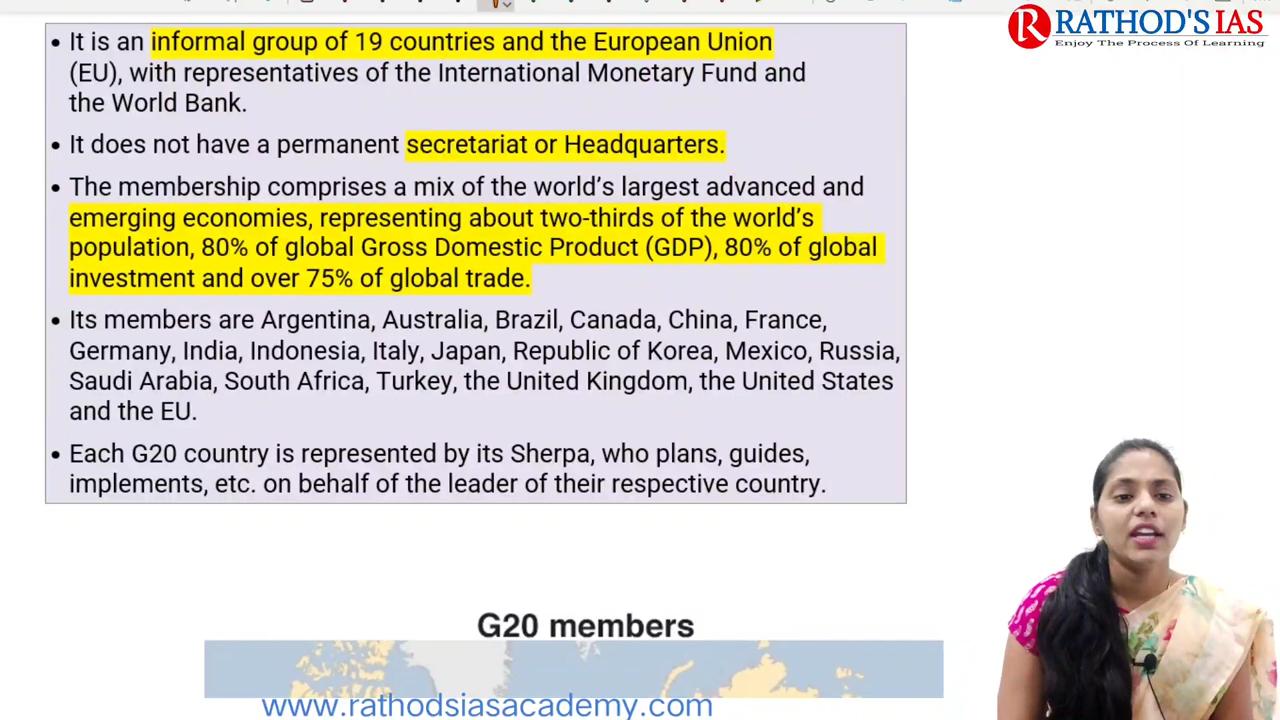 RATHOD'S IAS
Enjoy The Process Of Learning
• It is an informal group of 19 countries and the European Union
(EU), with representatives of the International Monetary Fund and
the World Bank.
• It does not have a permanent secretariat or Headquarters.
• The membership comprises a mix of the world's largest advanced and
emerging economies, representing about two-thirds of the world's
population, 80% of global Gross Domestic Product (GDP), 80% of global
investment and over 75% of global trade.
• Its members are Argentina, Australia, Brazil, Canada, China, France,
Germany, India, Indonesia, Italy, Japan, Republic of Korea, Mexico, Russia,
Saudi Arabia, South Africa, Turkey, the United Kingdom, the United States
and the EU.
• Each G20 country is represented by its Sherpa, who plans, guides,
implements, etc. on behalf of the leader of their respective country.
G20 members
www.rathodsiasacademy.com